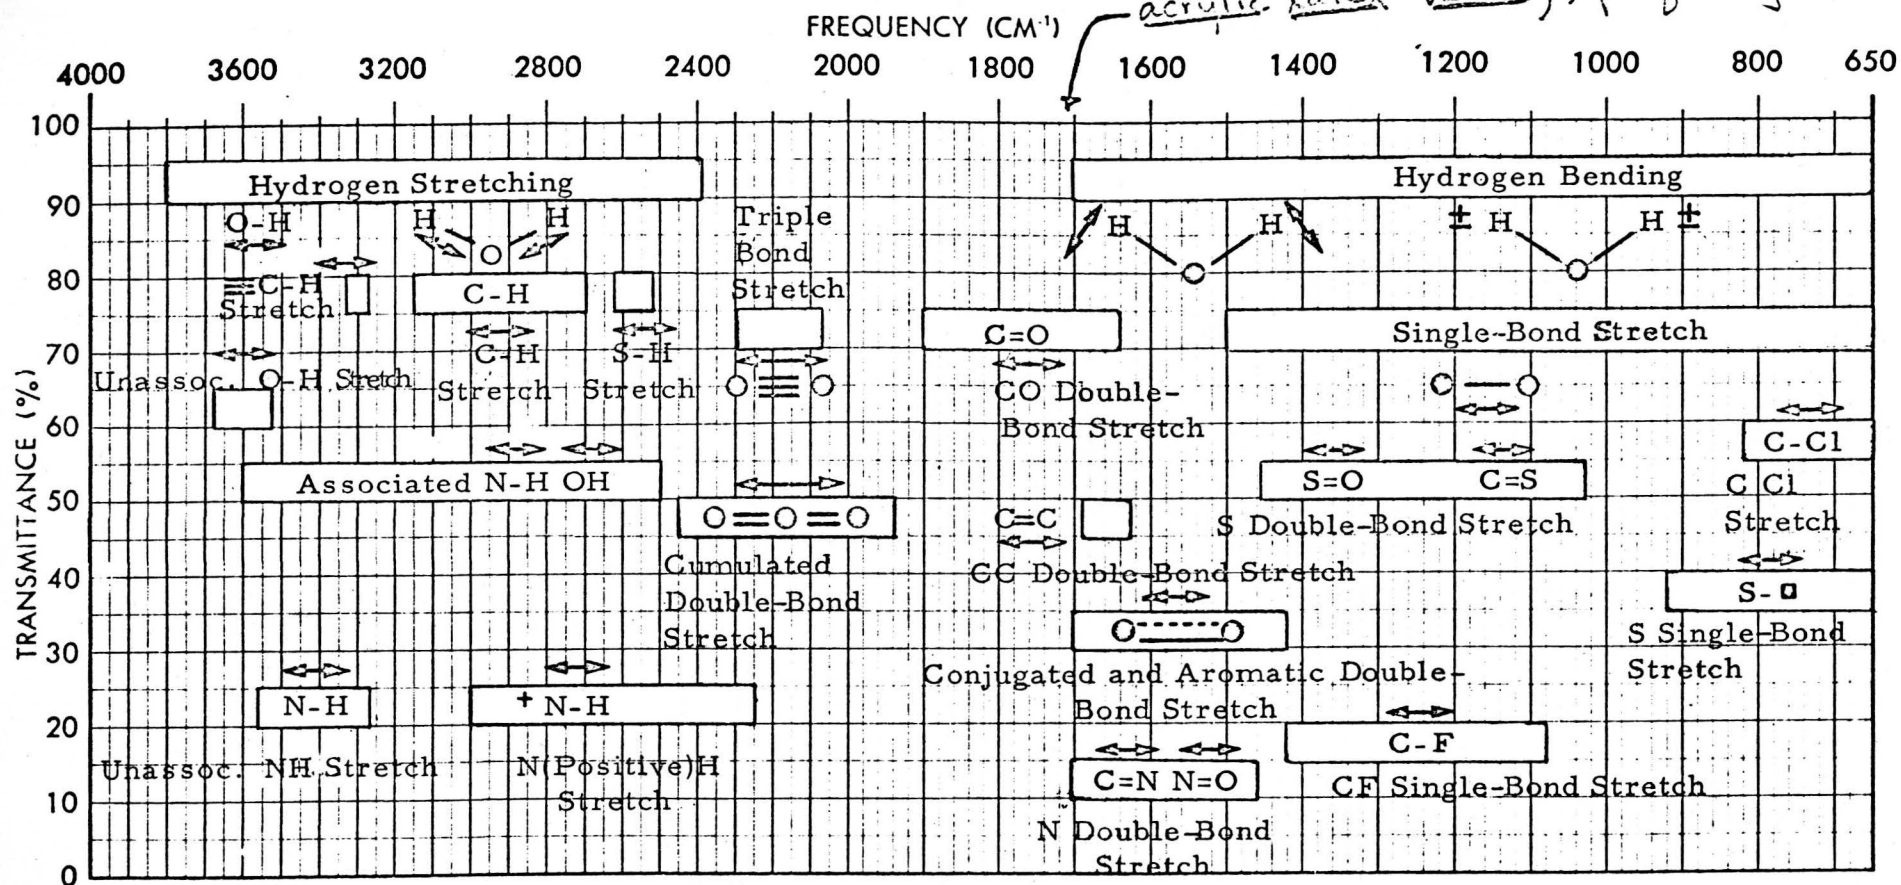 acrylic
FREQUENCY (CM-1)
4000 3600 3200 2800 2400 2000 1800 1600 1400 1200 1000 800 650
TRANSMITTANCE (%)
100
90
80
70
60
50
40
30
20
10
0
Hydrogen Stretching
Hydrogen Bending
O-H
H H
Triple
Bond
Stretch
H H
± H H ±
≡C-H
Stretch
C-H
C=O
Single-Bond Stretch
C-H
Stretch
S-H
Stretch
Unassoc. O-H Stretch
CO Double-
Bond Stretch
C-Cl
C Cl
Stretch
Associated N-H OH
S=O C=S
S Double-Bond Stretch
C=C
CC Double-Bond Stretch
Cumulated
Double-Bond
Stretch
S-
S Single-Bond
Stretch
Conjugated and Aromatic Double-
Bond Stretch
N-H
+ N-H
C-F
Unassoc. NH Stretch
N(Positive)H
Stretch
C=N N=O
CF Single-Bond Stretch
N Double-Bond
Stretch